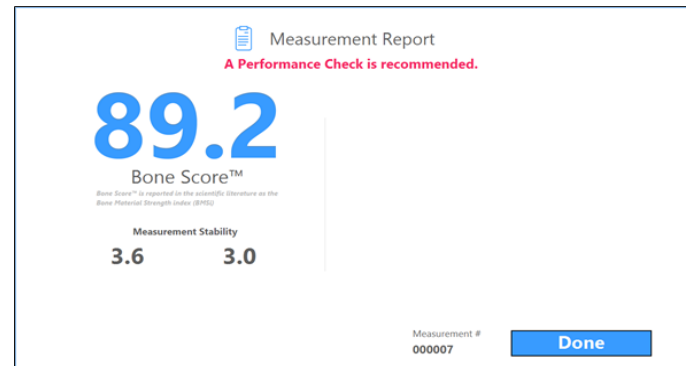 Measurement Report
A Performance Check is recommended.
89.2
Bone Score™
Bone Score™ is reported in the scientific literature as the
Bone Material Strength index (BMSi)
Measurement Stability
3.6 3.0
Measurement #
000007
Done